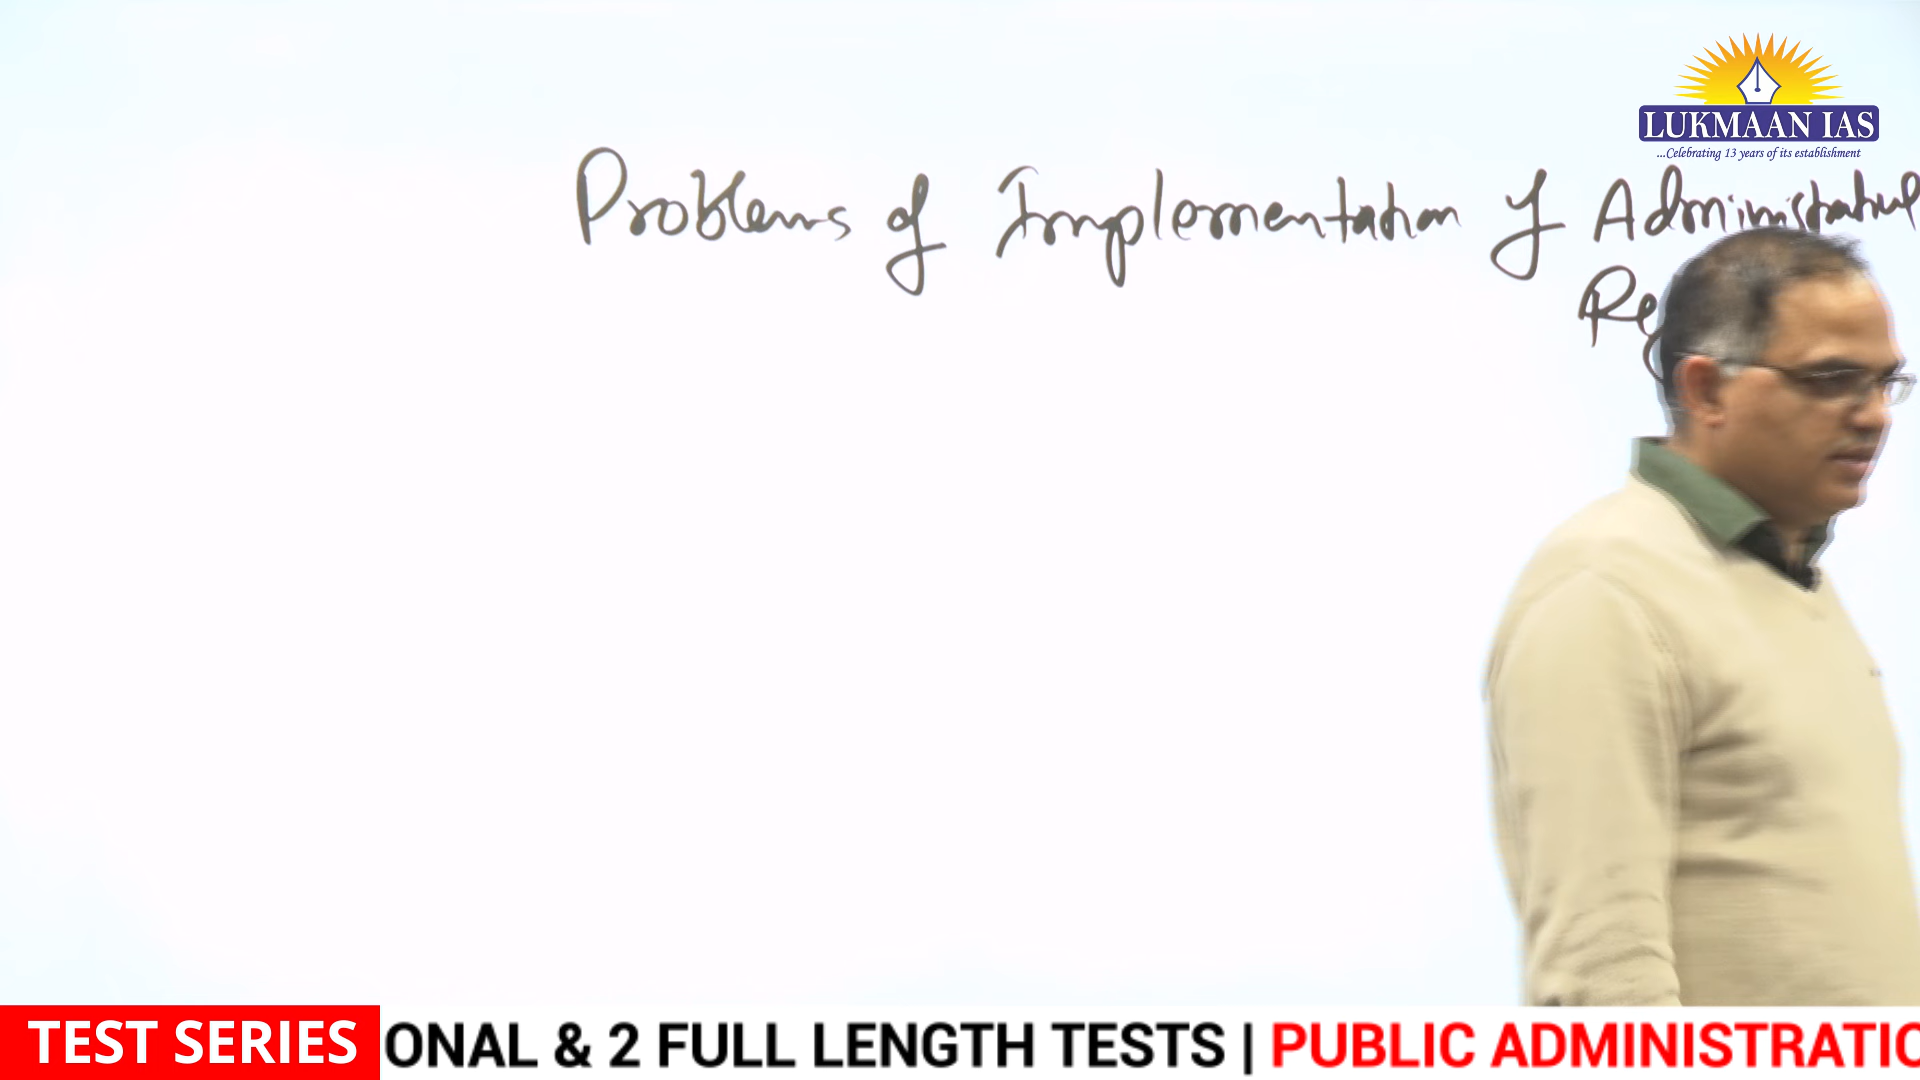 LUKMAAN IAS
...Celebrating 13 years of its establishment
Problems of Implementation of Administrative
TEST SERIES
ONAL & 2 FULL LENGTH TESTS | PUBLIC ADMINISTRATIO